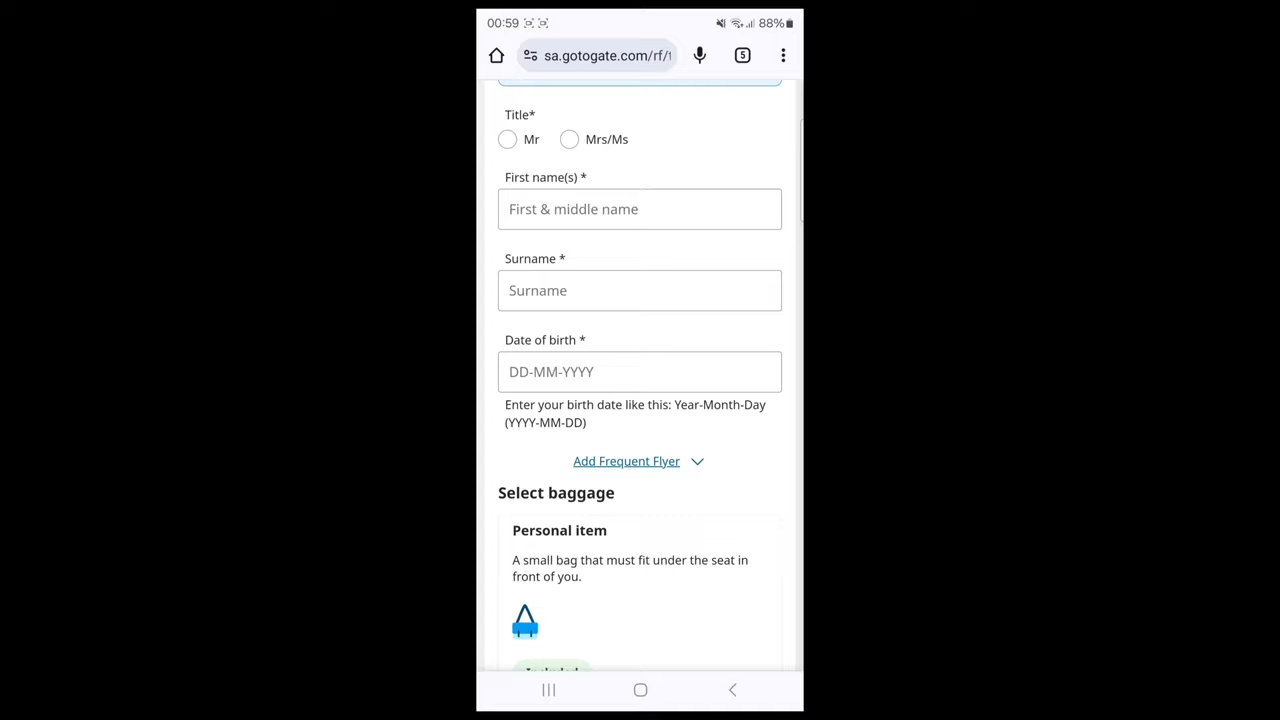 00:59 88%
sa.gotogate.com/rf/t 5
Title*
Mr Mrs/Ms
First name(s) *
First & middle name
Surname *
Surname
Date of birth *
DD-MM-YYYY
Enter your birth date like this: Year-Month-Day
(YYYY-MM-DD)
Add Frequent Flyer
Select baggage
Personal item
A small bag that must fit under the seat in
front of you.
Included